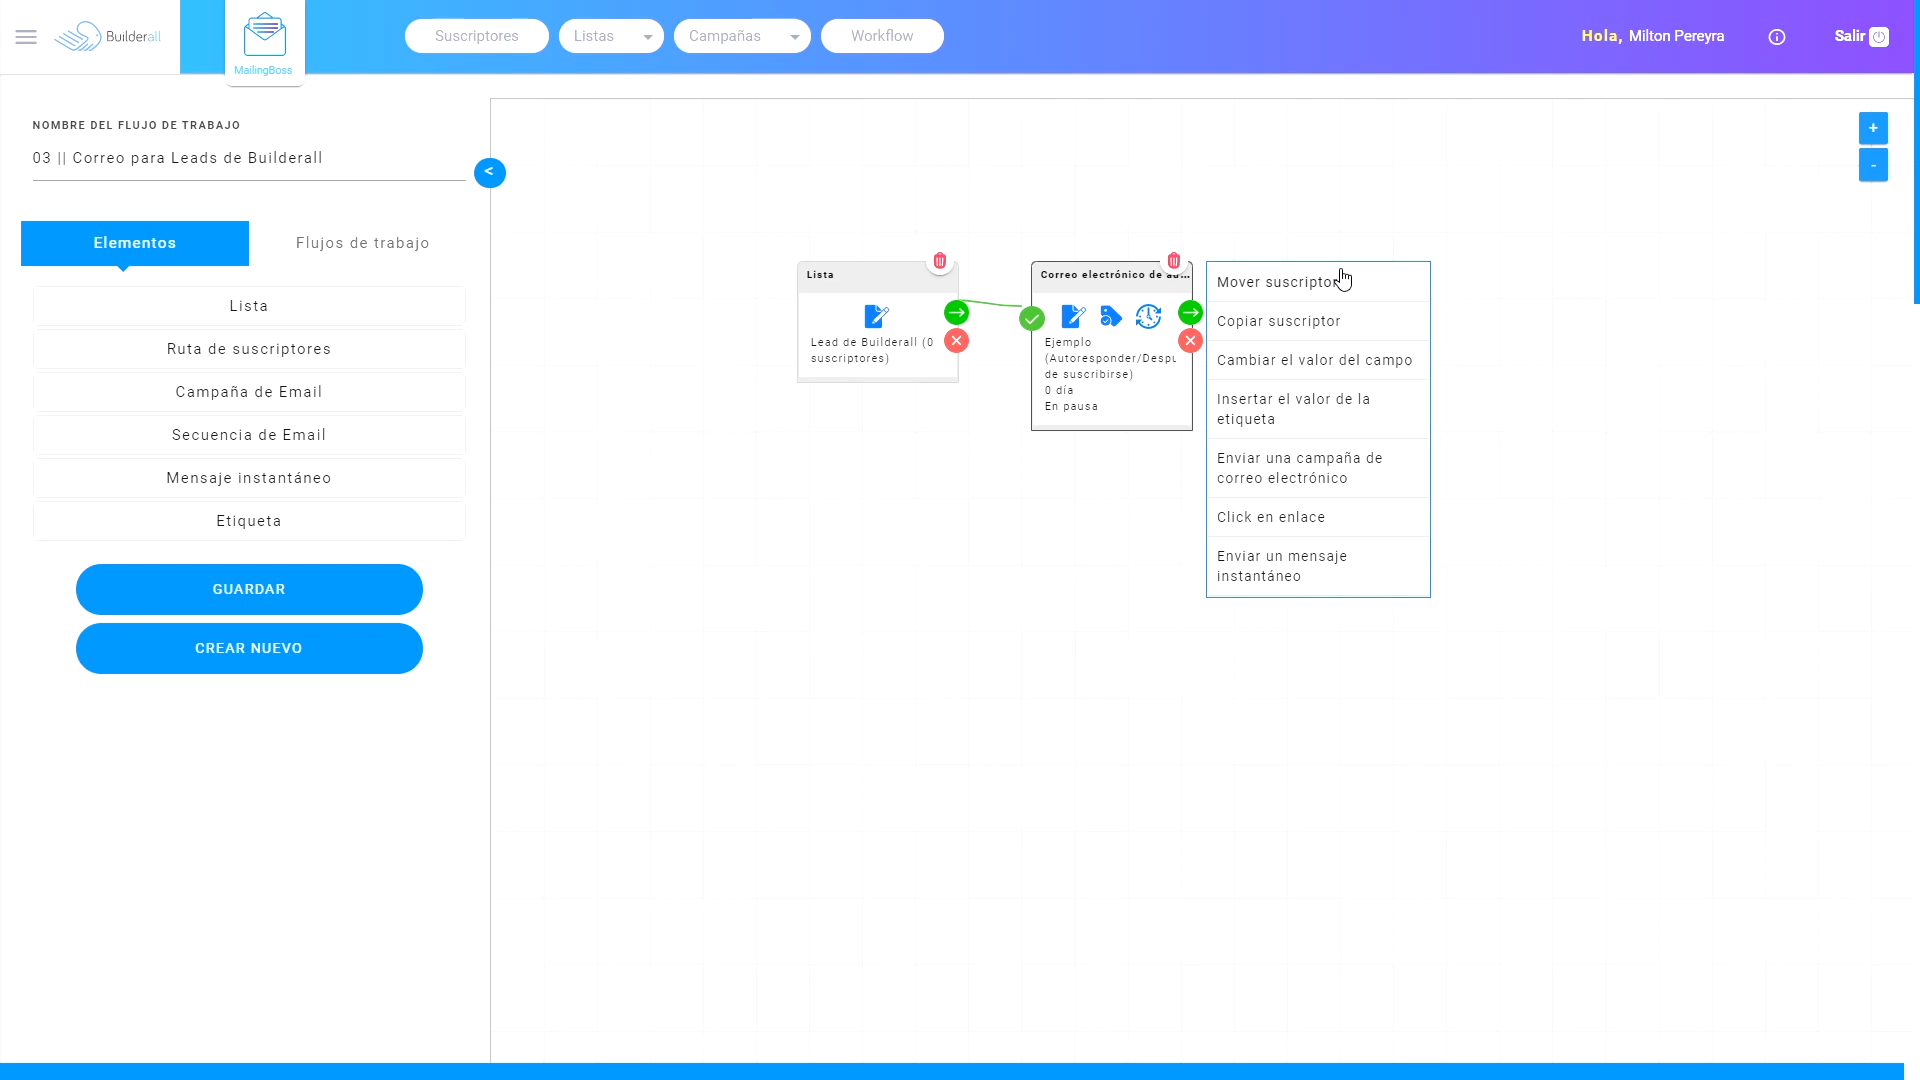 Builderall
MailingBoss
Suscriptores
Listas
Campañas
Workflow
Hola, Milton Pereyra
Salir
NOMBRE DEL FLUJO DE TRABAJO
03 || Correo para Leads de Builderall
<
+
-
Elementos
Flujos de trabajo
Lista
Ruta de suscriptores
Campaña de Email
Secuencia de Email
Mensaje instantáneo
Etiqueta
GUARDAR
CREAR NUEVO
Lista
Lead de Builderall (0
suscriptores)
Correo electrónico de au...
Ejemplo
(Autoresponder/Despu
de suscribirse)
0 día
En pausa
Mover suscriptor
Copiar suscriptor
Cambiar el valor del campo
Insertar el valor de la
etiqueta
Enviar una campaña de
correo electrónico
Click en enlace
Enviar un mensaje
instantáneo